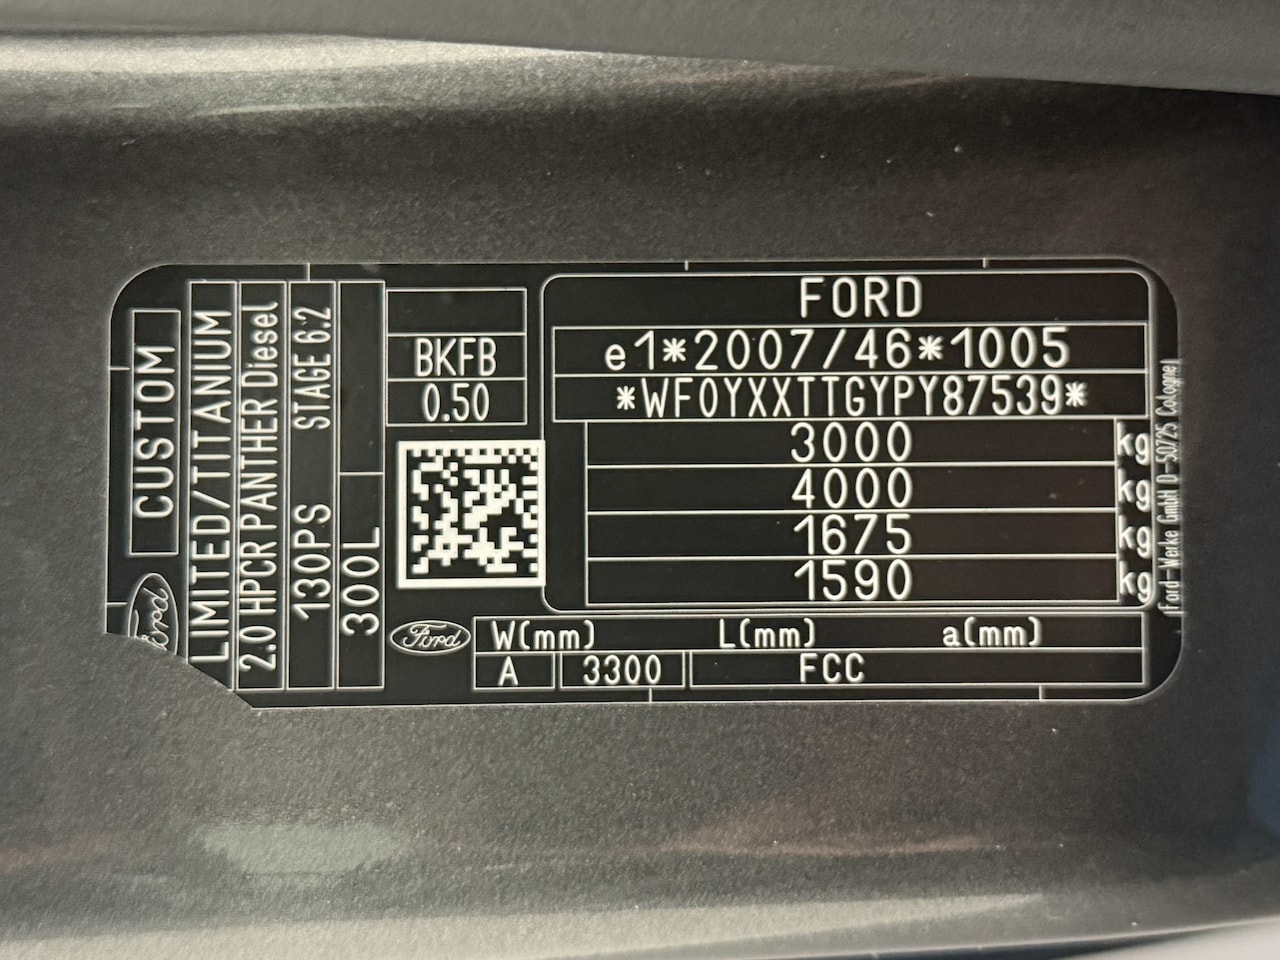 FORD
e1*2007/46*1005
*WF0YXXTTGYPY87539*
3000 kg
4000 kg
1675 kg
1590 kg
BKFB
0.50
Ford
W(mm) L(mm) a(mm)
A 3300 FCC
Ford
CUSTOM
LIMITED/TITANIUM
2.0 HPCR PANTHER Diesel
130PS STAGE 6.2
300L
Ford-Werke GmbH D-50725 Cologne